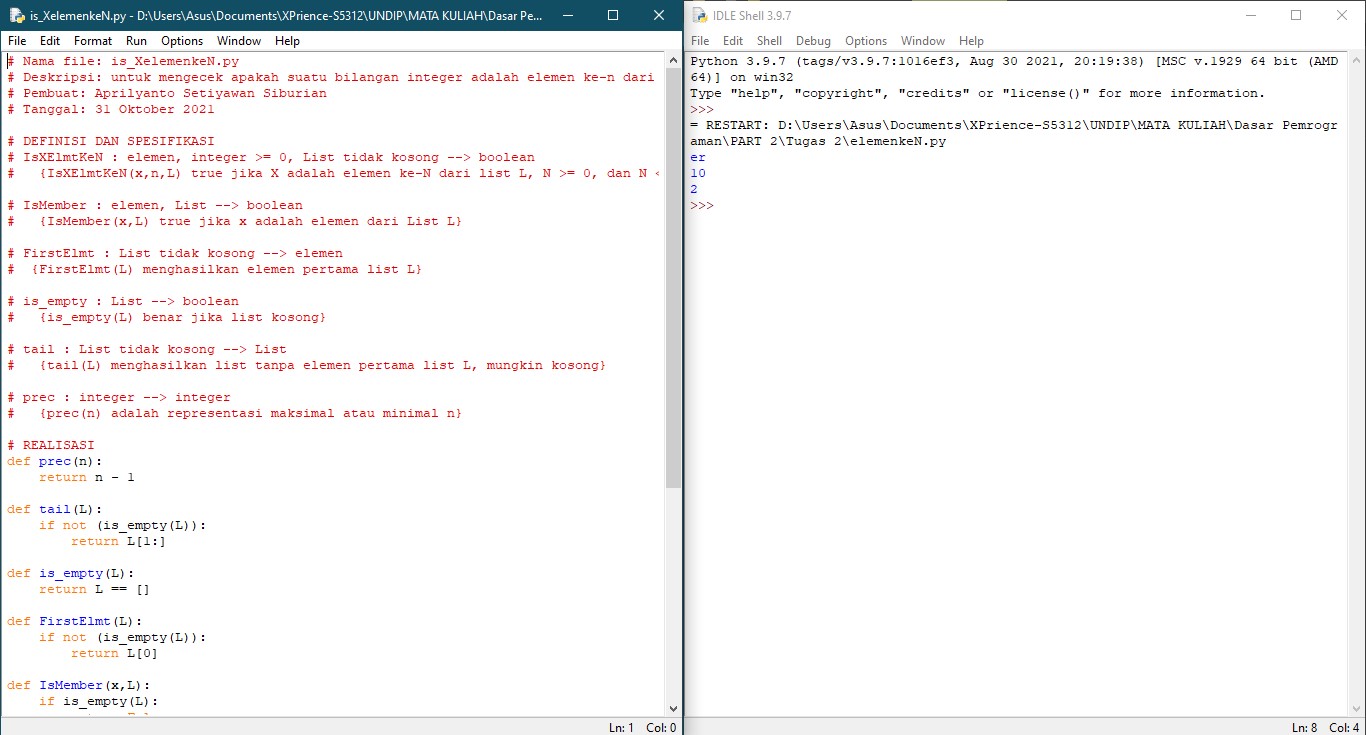 is_XelemenkeN.py - D:\Users\Asus\Documents\XPrience-S5312\UNDIP\MATA KULIAH\Dasar Pe...
File Edit Format Run Options Window Help
# Nama file: is_XelemenkeN.py
# Deskripsi: untuk mengecek apakah suatu bilangan integer adalah elemen ke-n dari
# Pembuat: Aprilyanto Setiyawan Siburian
# Tanggal: 31 Oktober 2021
# DEFINISI DAN SPESIFIKASI
# IsXElmtKeN : elemen, integer >= 0, List tidak kosong --> boolean
#   {IsXElmtKeN(x,n,L) true jika X adalah elemen ke-N dari list L, N >= 0, dan N <
# IsMember : elemen, List --> boolean
#   {IsMember(x,L) true jika x adalah elemen dari List L}
# FirstElmt : List tidak kosong --> elemen
#  {FirstElmt(L) menghasilkan elemen pertama list L}
# is_empty : List --> boolean
#   {is_empty(L) benar jika list kosong}
# tail : List tidak kosong --> List
#   {tail(L) menghasilkan list tanpa elemen pertama list L, mungkin kosong}
# prec : integer --> integer
#   {prec(n) adalah representasi maksimal atau minimal n}
# REALISASI
def prec(n):
    return n - 1
def tail(L):
    if not (is_empty(L)):
        return L[1:]
def is_empty(L):
    return L == []
def FirstElmt(L):
    if not (is_empty(L)):
        return L[0]
def IsMember(x,L):
    if is_empty(L):
Ln: 1 Col: 0
IDLE Shell 3.9.7
File Edit Shell Debug Options Window Help
Python 3.9.7 (tags/v3.9.7:1016ef3, Aug 30 2021, 20:19:38) [MSC v.1929 64 bit (AMD
64)] on win32
Type "help", "copyright", "credits" or "license()" for more information.
>>>
= RESTART: D:\Users\Asus\Documents\XPrience-S5312\UNDIP\MATA KULIAH\Dasar Pemrogr
aman\PART 2\Tugas 2\elemenkeN.py
er
10
2
>>>
Ln: 8 Col: 4